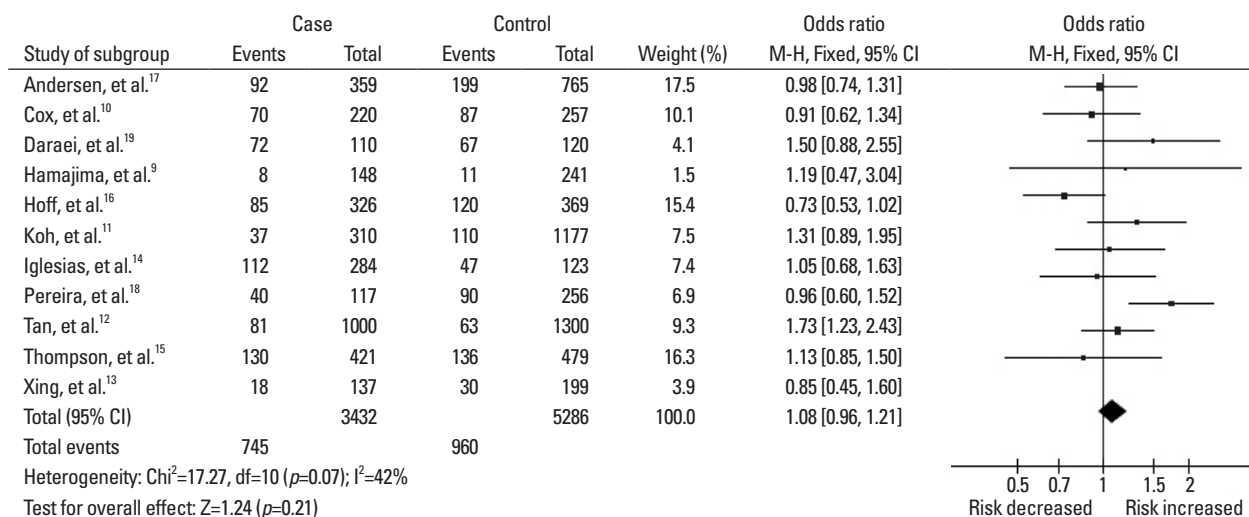 Case Control Odds ratio Odds ratio
Study of subgroup Events Total Events Total Weight (%) M-H, Fixed, 95% CI M-H, Fixed, 95% CI
Andersen, et al.17 92 359 199 765 17.5 0.98 [0.74, 1.31]
Cox, et al.10 70 220 87 257 10.1 0.91 [0.62, 1.34]
Daraei, et al.19 72 110 67 120 4.1 1.50 [0.88, 2.55]
Hamajima, et al.9 8 148 11 241 1.5 1.19 [0.47, 3.04]
Hoff, et al.16 85 326 120 369 15.4 0.73 [0.53, 1.02]
Koh, et al.11 37 310 110 1177 7.5 1.31 [0.89, 1.95]
Iglesias, et al.14 112 284 47 123 7.4 1.05 [0.68, 1.63]
Pereira, et al.18 40 117 90 256 6.9 0.96 [0.60, 1.52]
Tan, et al.12 81 1000 63 1300 9.3 1.73 [1.23, 2.43]
Thompson, et al.15 130 421 136 479 16.3 1.13 [0.85, 1.50]
Xing, et al.13 18 137 30 199 3.9 0.85 [0.45, 1.60]
Total (95% CI) 3432 5286 100.0 1.08 [0.96, 1.21]
Total events 745 960
Heterogeneity: Chi2=17.27, df=10 (p=0.07); I2=42%
Test for overall effect: Z=1.24 (p=0.21)
0.5 0.7 1 1.5 2
Risk decreased Risk increased